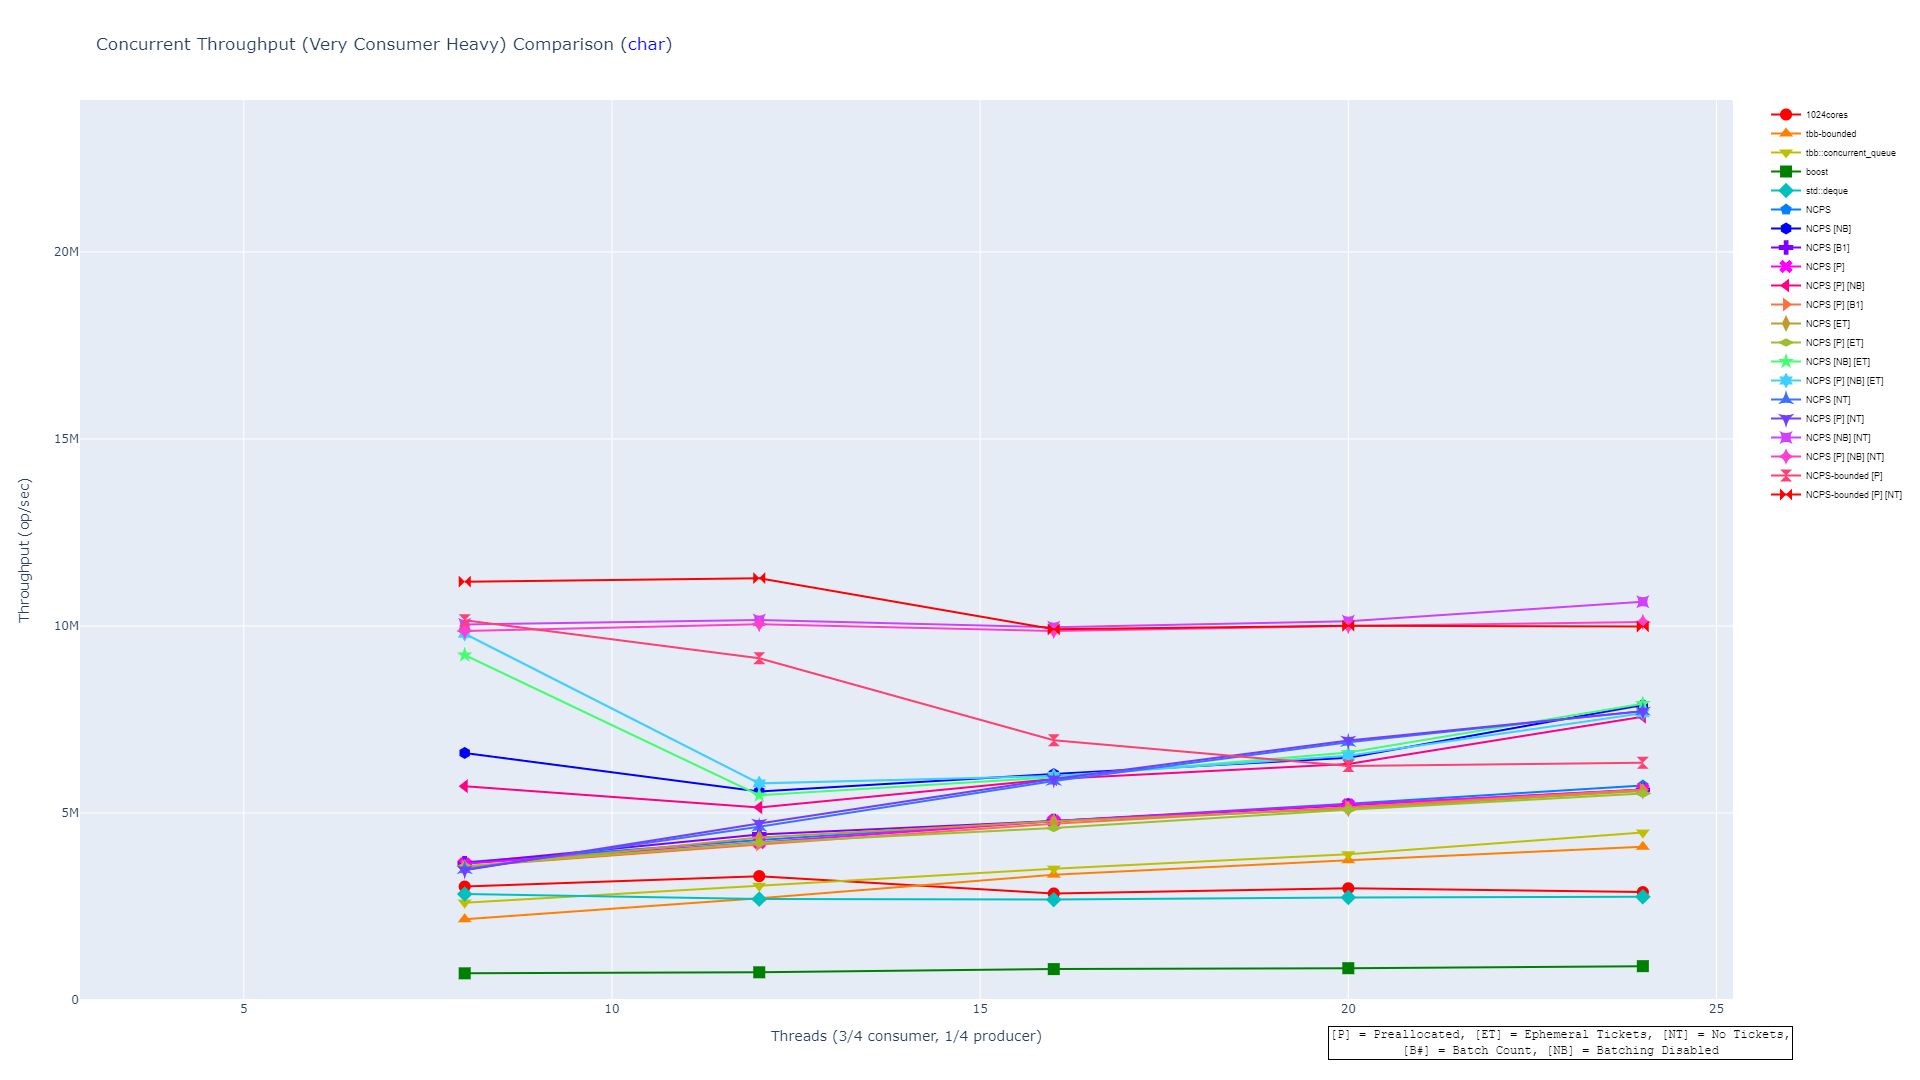 Concurrent Throughput (Very Consumer Heavy) Comparison (char)
Throughput (op/sec)
20M
15M
10M
5M
0
5
10
15
20
25
Threads (3/4 consumer, 1/4 producer)
1024cores
tbb-bounded
tbb::concurrent_queue
boost
std::deque
NCPS
NCPS [NB]
NCPS [B1]
NCPS [P]
NCPS [P] [NB]
NCPS [P] [B1]
NCPS [ET]
NCPS [P] [ET]
NCPS [NB] [ET]
NCPS [P] [NB] [ET]
NCPS [NT]
NCPS [P] [NT]
NCPS [NB] [NT]
NCPS [P] [NB] [NT]
NCPS-bounded [P]
NCPS-bounded [P] [NT]
[P] = Preallocated, [ET] = Ephemeral Tickets, [NT] = No Tickets,
[B#] = Batch Count, [NB] = Batching Disabled